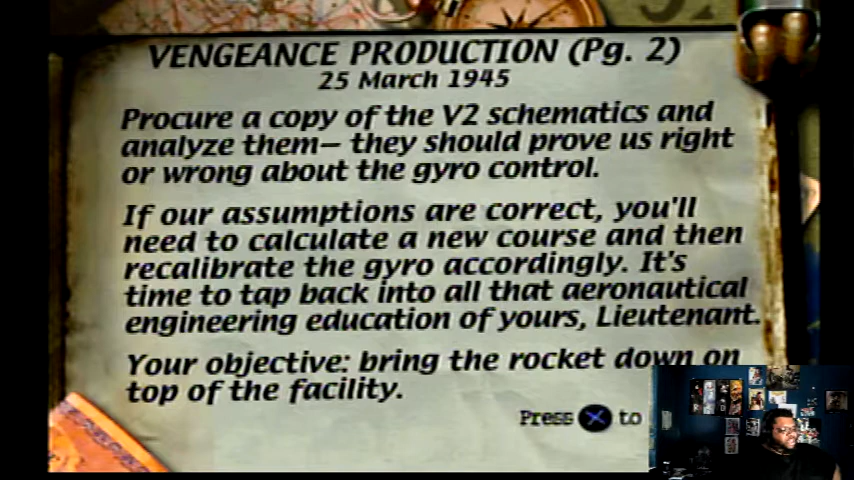 VENGEANCE PRODUCTION (Pg. 2)
25 March 1945
Procure a copy of the V2 schematics and
analyze them— they should prove us right
or wrong about the gyro control.
If our assumptions are correct, you'll
need to calculate a new course and then
recalibrate the gyro accordingly. It's
time to tap back into all that aeronautical
engineering education of yours, Lieutenant.
Your objective: bring the rocket down on
top of the facility.
Press X to